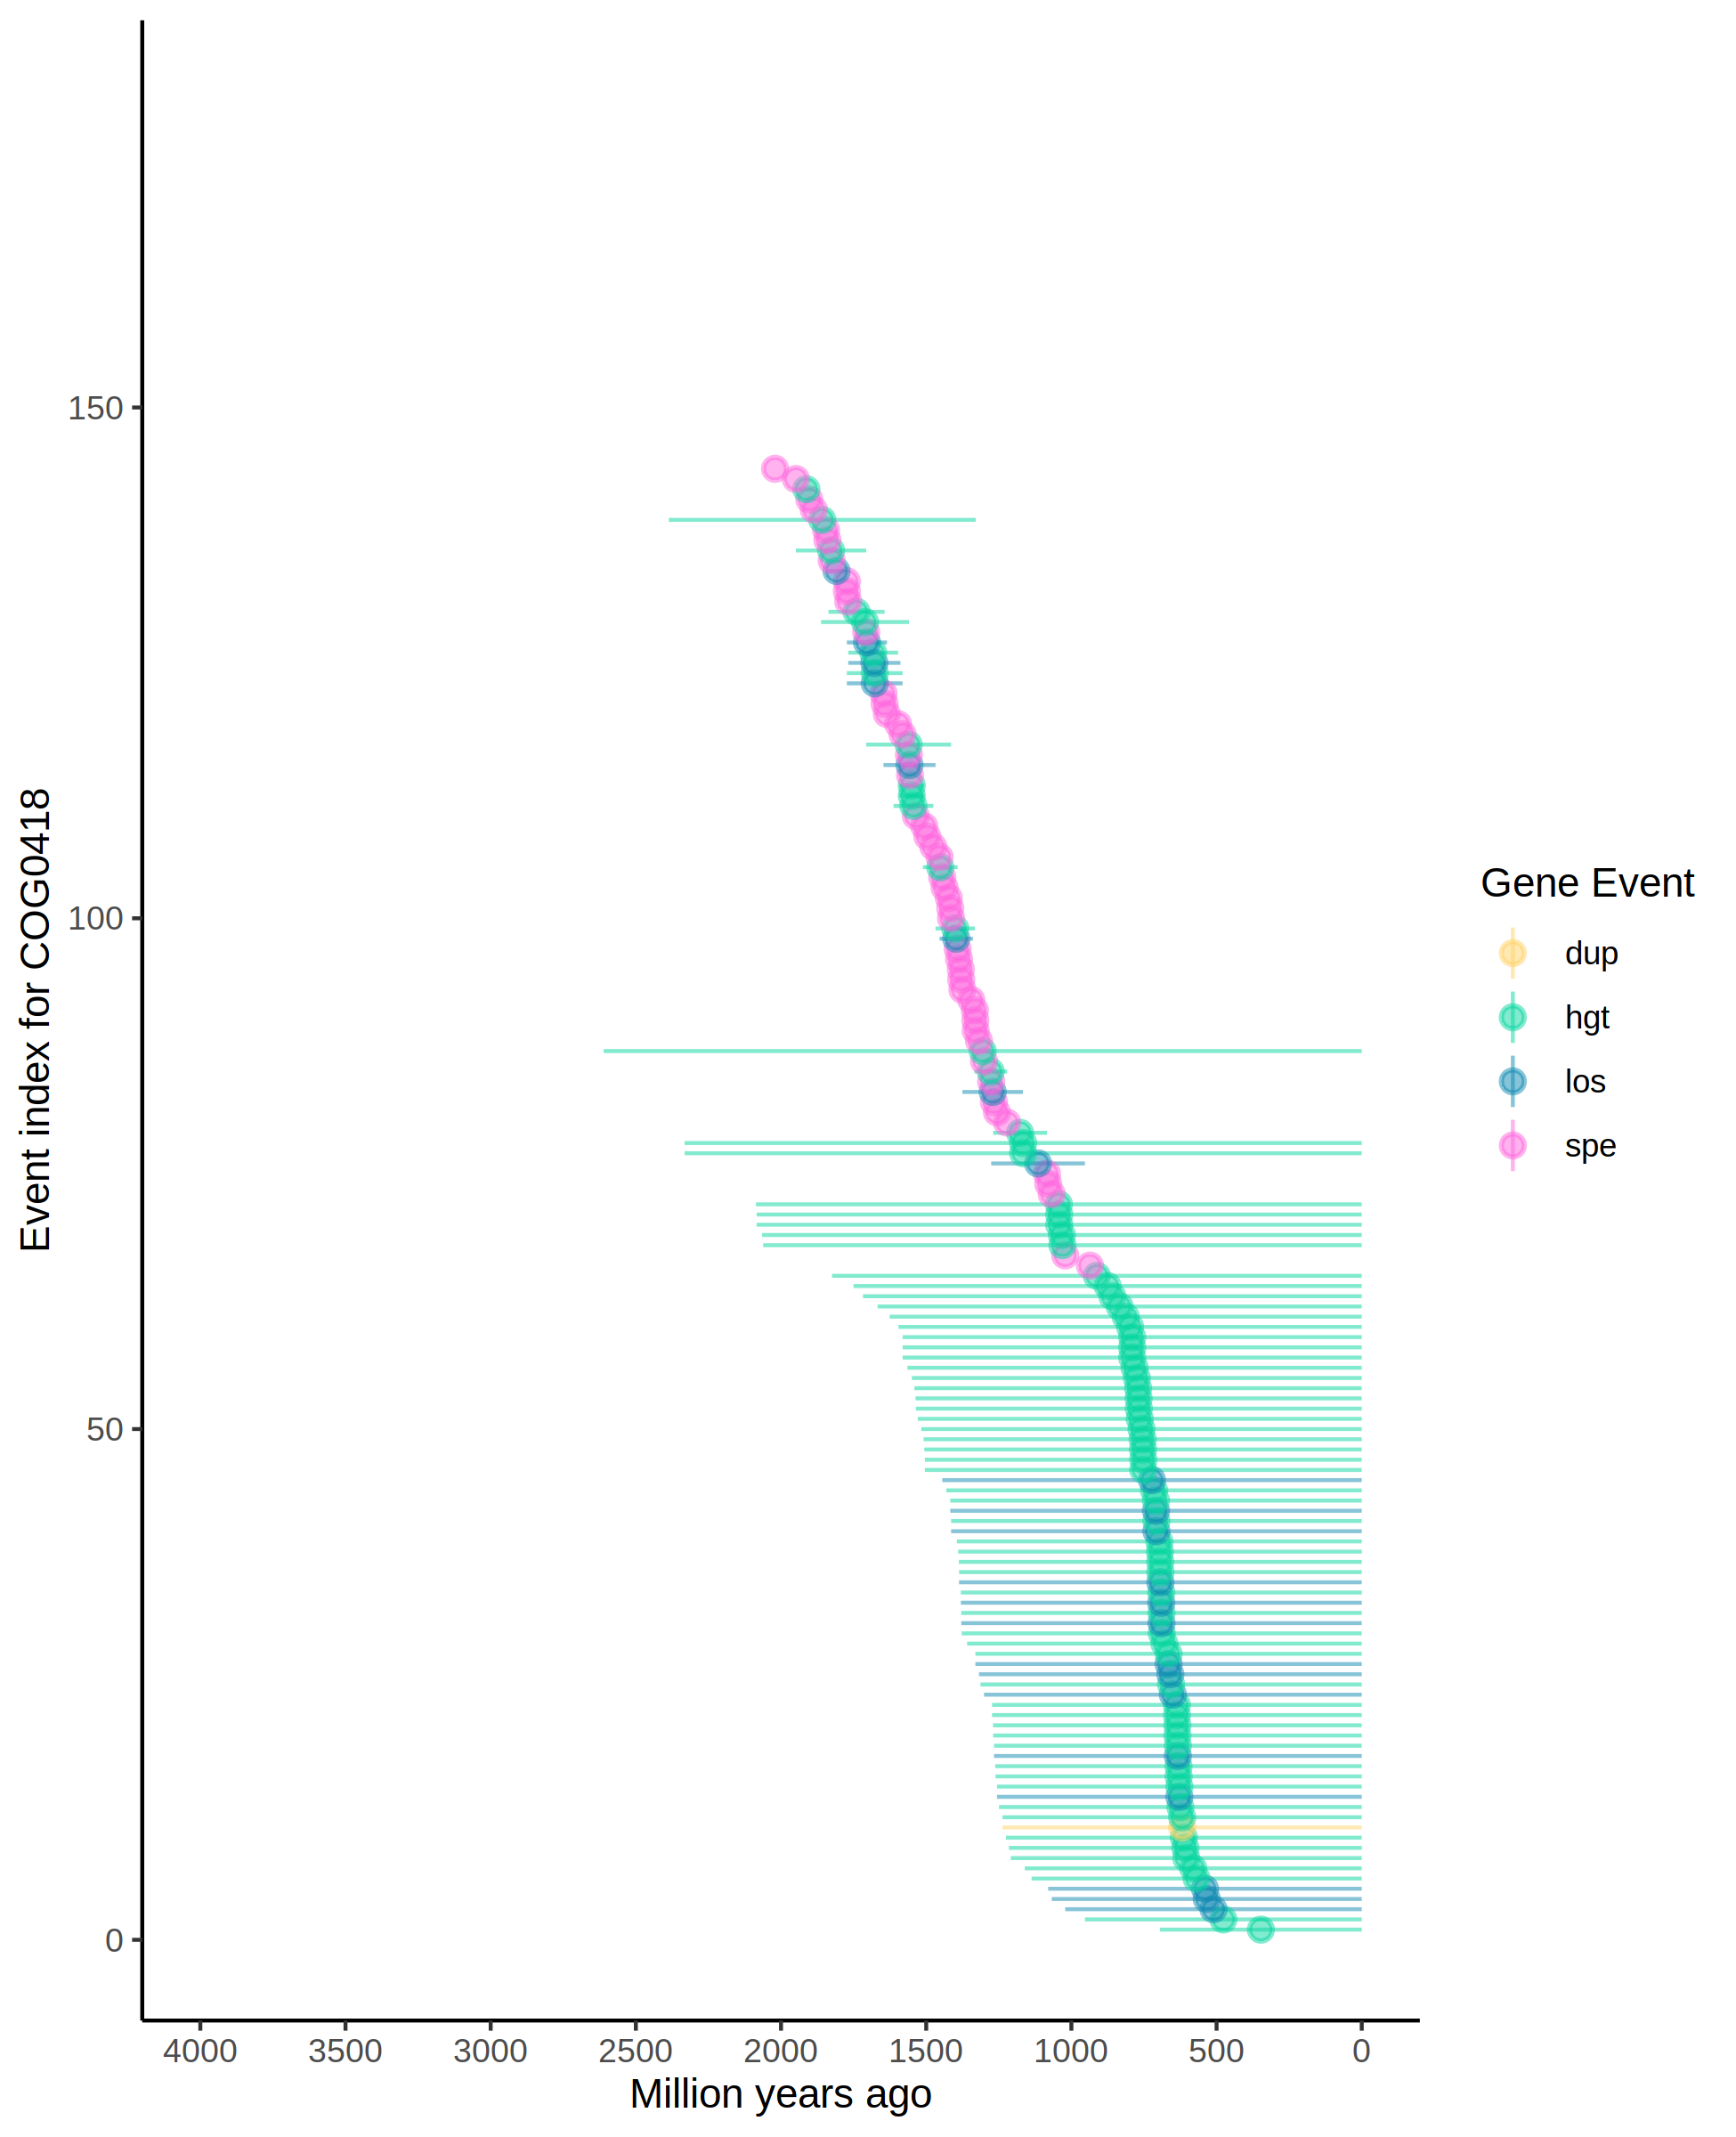 Event index for COG0418
150
100
50
0
4000 3500 3000 2500 2000 1500 1000 500 0
Million years ago
Gene Event
dup
hgt
los
spe